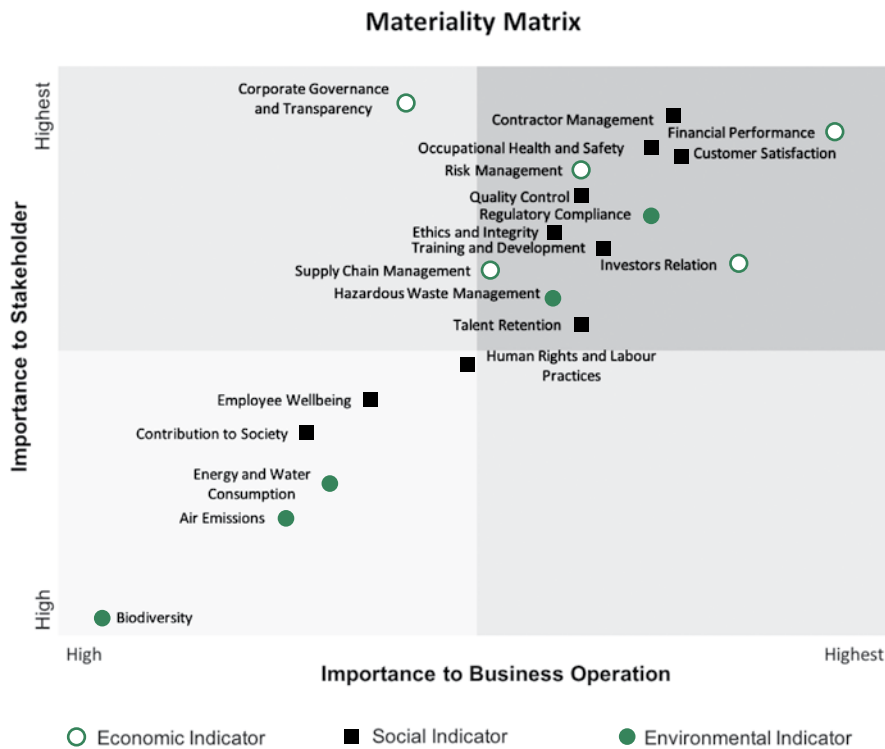 Materiality Matrix
Highest
Importance to Stakeholder
High
Corporate Governance
and Transparency
Contractor Management
Financial Performance
Occupational Health and Safety
Customer Satisfaction
Risk Management
Quality Control
Regulatory Compliance
Ethics and Integrity
Training and Development
Investors Relation
Supply Chain Management
Hazardous Waste Management
Talent Retention
Human Rights and Labour
Practices
Employee Wellbeing
Contribution to Society
Energy and Water
Consumption
Air Emissions
Biodiversity
High
Highest
Importance to Business Operation
Economic Indicator
Social Indicator
Environmental Indicator